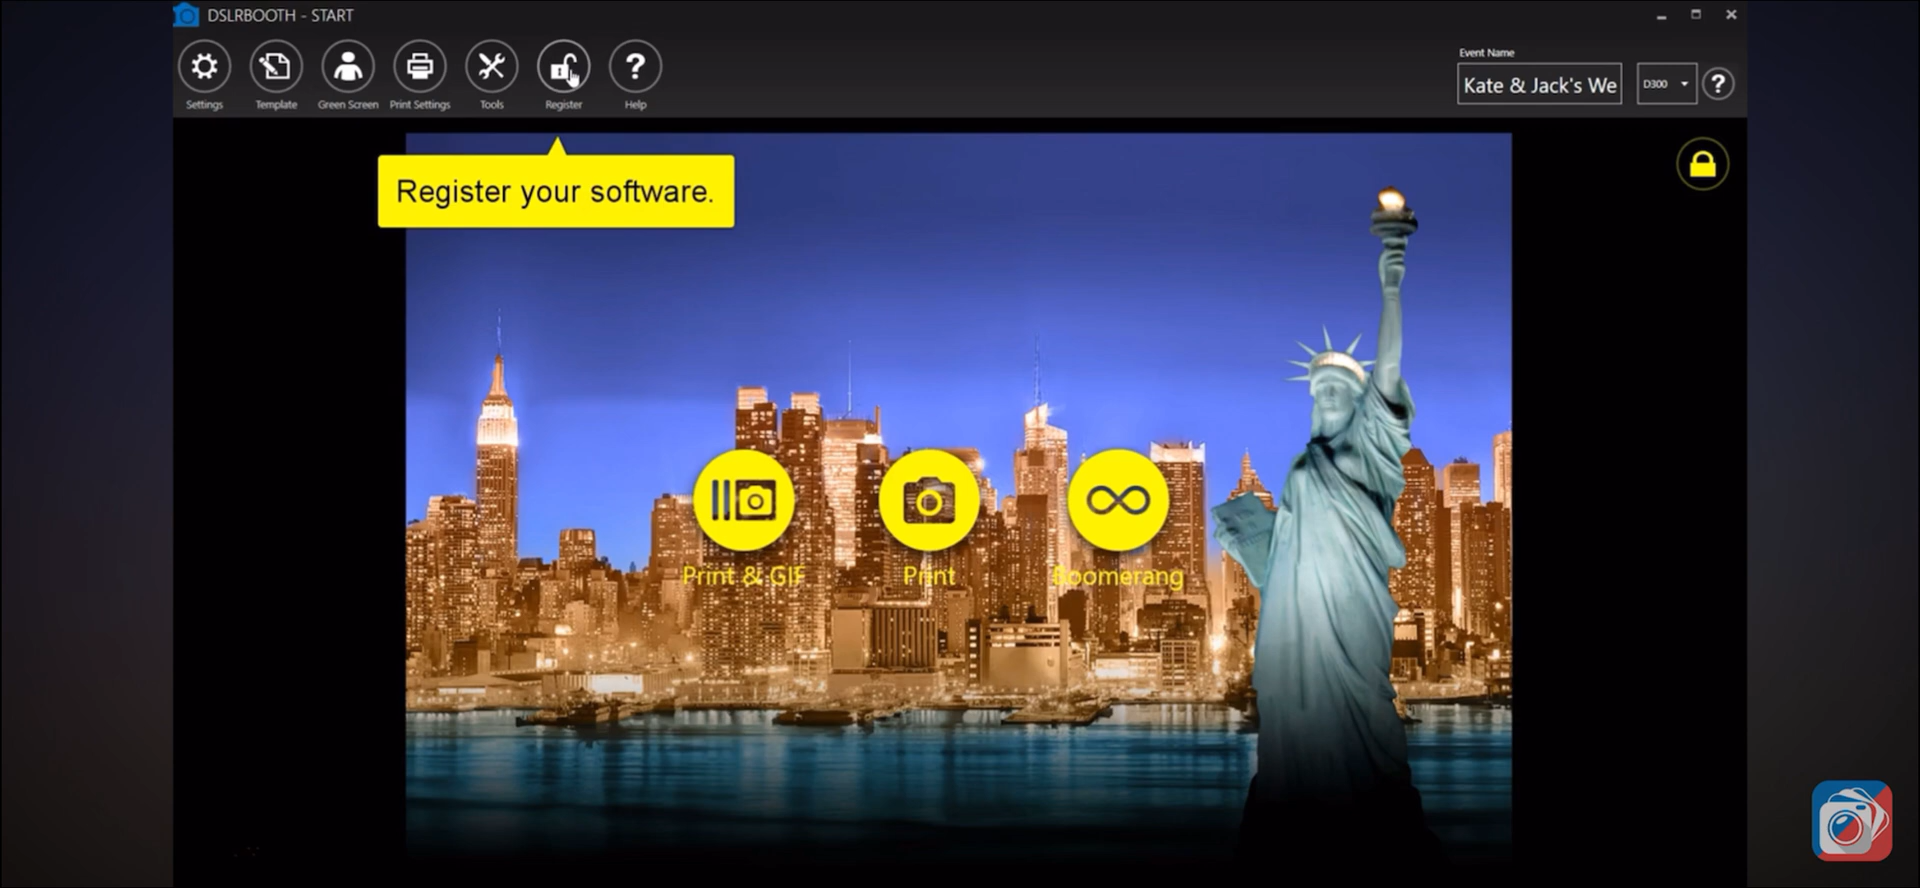 DSLRBOOTH - START
Settings
Template
Green Screen
Print Settings
Tools
Register
Help
Event Name
Kate & Jack's We
D300
Register your software.
Print & GIF
Print
Boomerang